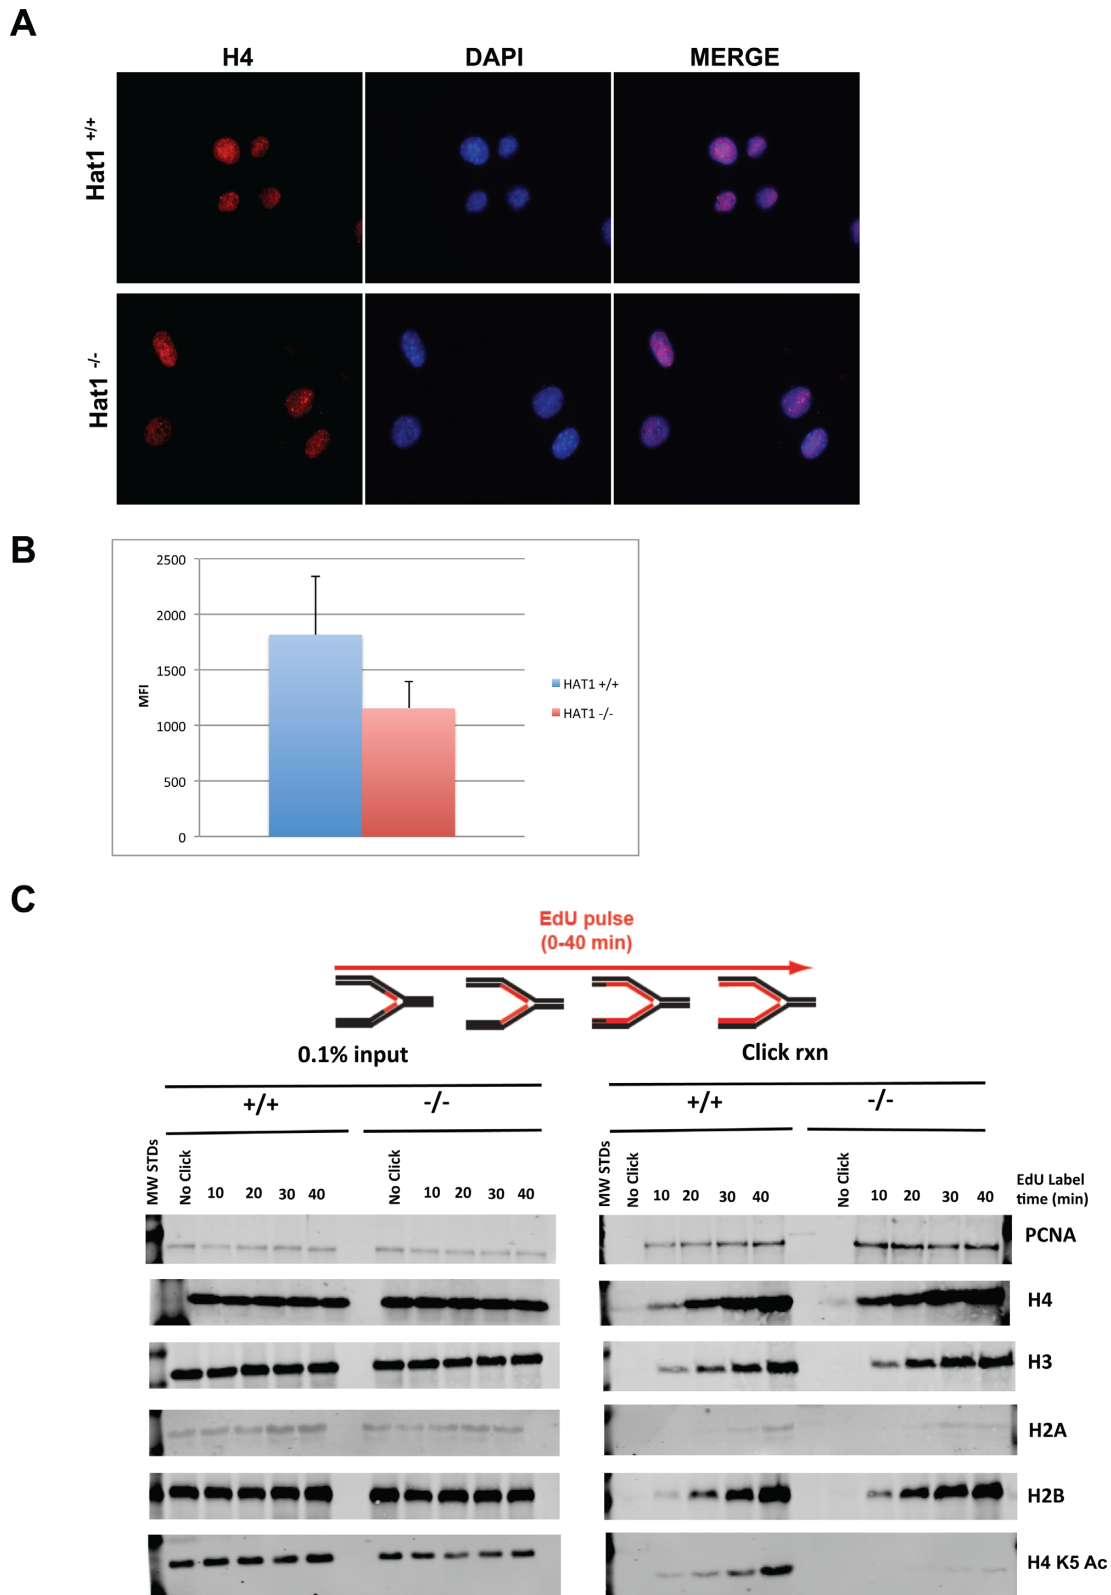 A
H4 DAPI MERGE
Hat1 +/+
Hat1 -/-
B
2500
2000
1500
1000
500
0
MFI
HAT1 +/+
HAT1 -/-
C
EdU pulse
(0-40 min)
0.1% input
Click rxn
+/+ -/-
+/+ -/-
MW STDs No Click 10 20 30 40 No Click 10 20 30 40
MW STDs No Click 10 20 30 40 No Click 10 20 30 40
EdU Label
time (min)
PCNA
H4
H3
H2A
H2B
H4 K5 Ac